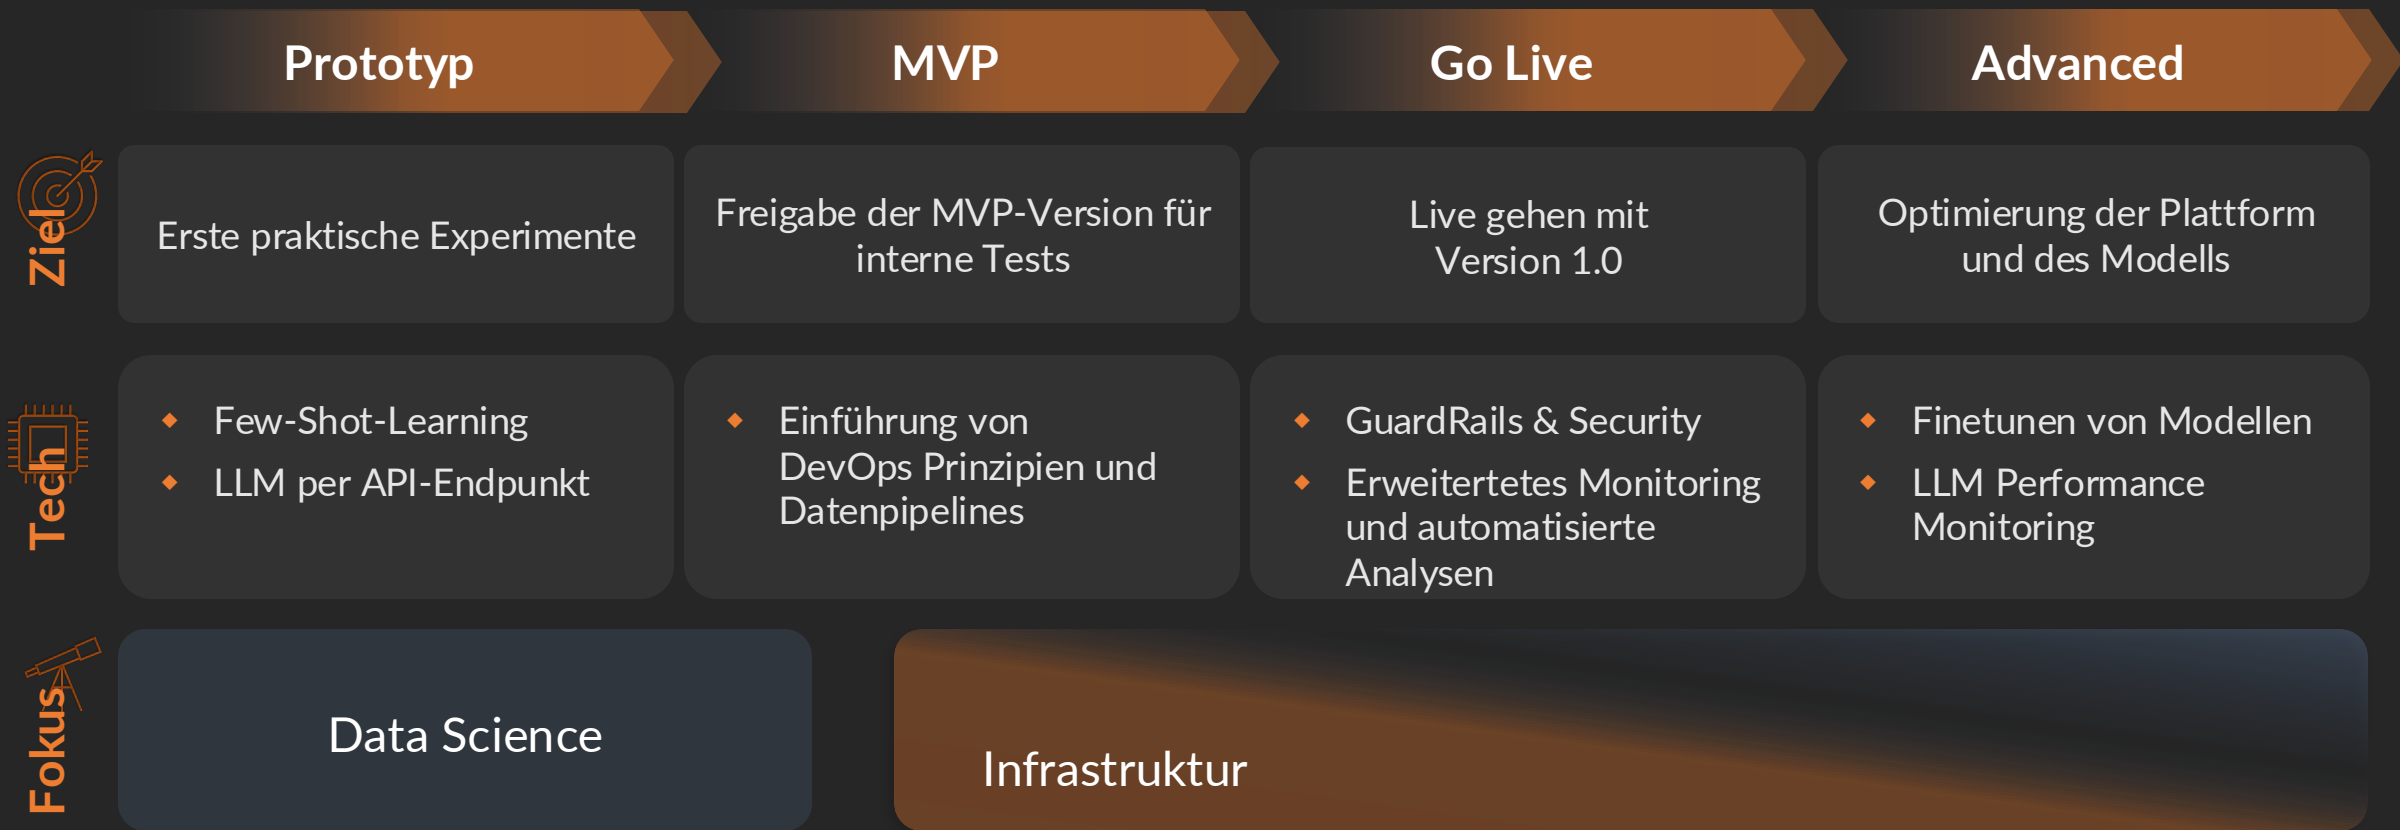 Prototyp
MVP
Go Live
Advanced
Ziel
Erste praktische Experimente
Freigabe der MVP-Version für
interne Tests
Live gehen mit
Version 1.0
Optimierung der Plattform
und des Modells
Tech
Few-Shot-Learning
LLM per API-Endpunkt
Einführung von
DevOps Prinzipien und
Datenpipelines
GuardRails & Security
Erweitertetes Monitoring
und automatisierte
Analysen
Finetunen von Modellen
LLM Performance
Monitoring
Fokus
Data Science
Infrastruktur